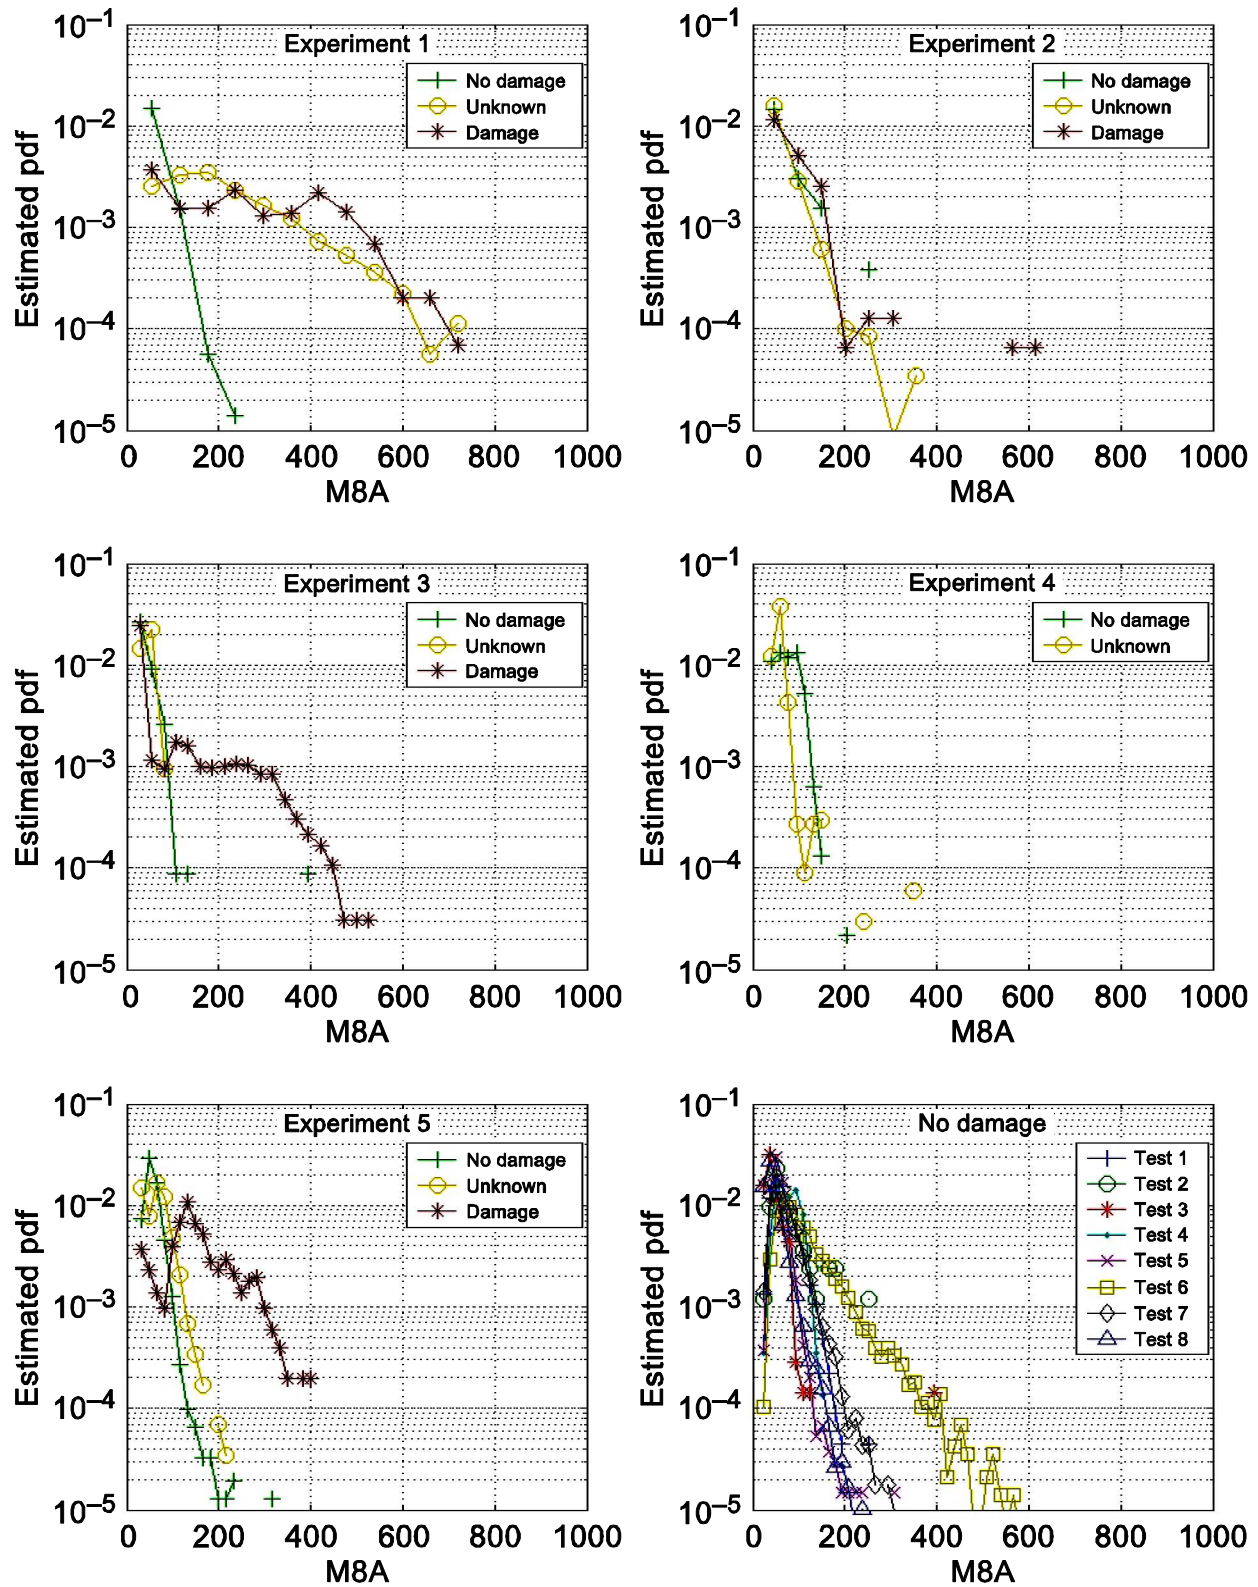 Experiment 1
No damage
Unknown
Damage
Estimated pdf
10–1
10–2
10–3
10–4
10–5
0 200 400 600 800 1000
M8A
Experiment 2
No damage
Unknown
Damage
Estimated pdf
10–1
10–2
10–3
10–4
10–5
0 200 400 600 800 1000
M8A
Experiment 3
No damage
Unknown
Damage
Estimated pdf
10–1
10–2
10–3
10–4
10–5
0 200 400 600 800 1000
M8A
Experiment 4
No damage
Unknown
Estimated pdf
10–1
10–2
10–3
10–4
10–5
0 200 400 600 800 1000
M8A
Experiment 5
No damage
Unknown
Damage
Estimated pdf
10–1
10–2
10–3
10–4
10–5
0 200 400 600 800 1000
M8A
No damage
Test 1
Test 2
Test 3
Test 4
Test 5
Test 6
Test 7
Test 8
Estimated pdf
10–1
10–2
10–3
10–4
10–5
0 200 400 600 800 1000
M8A